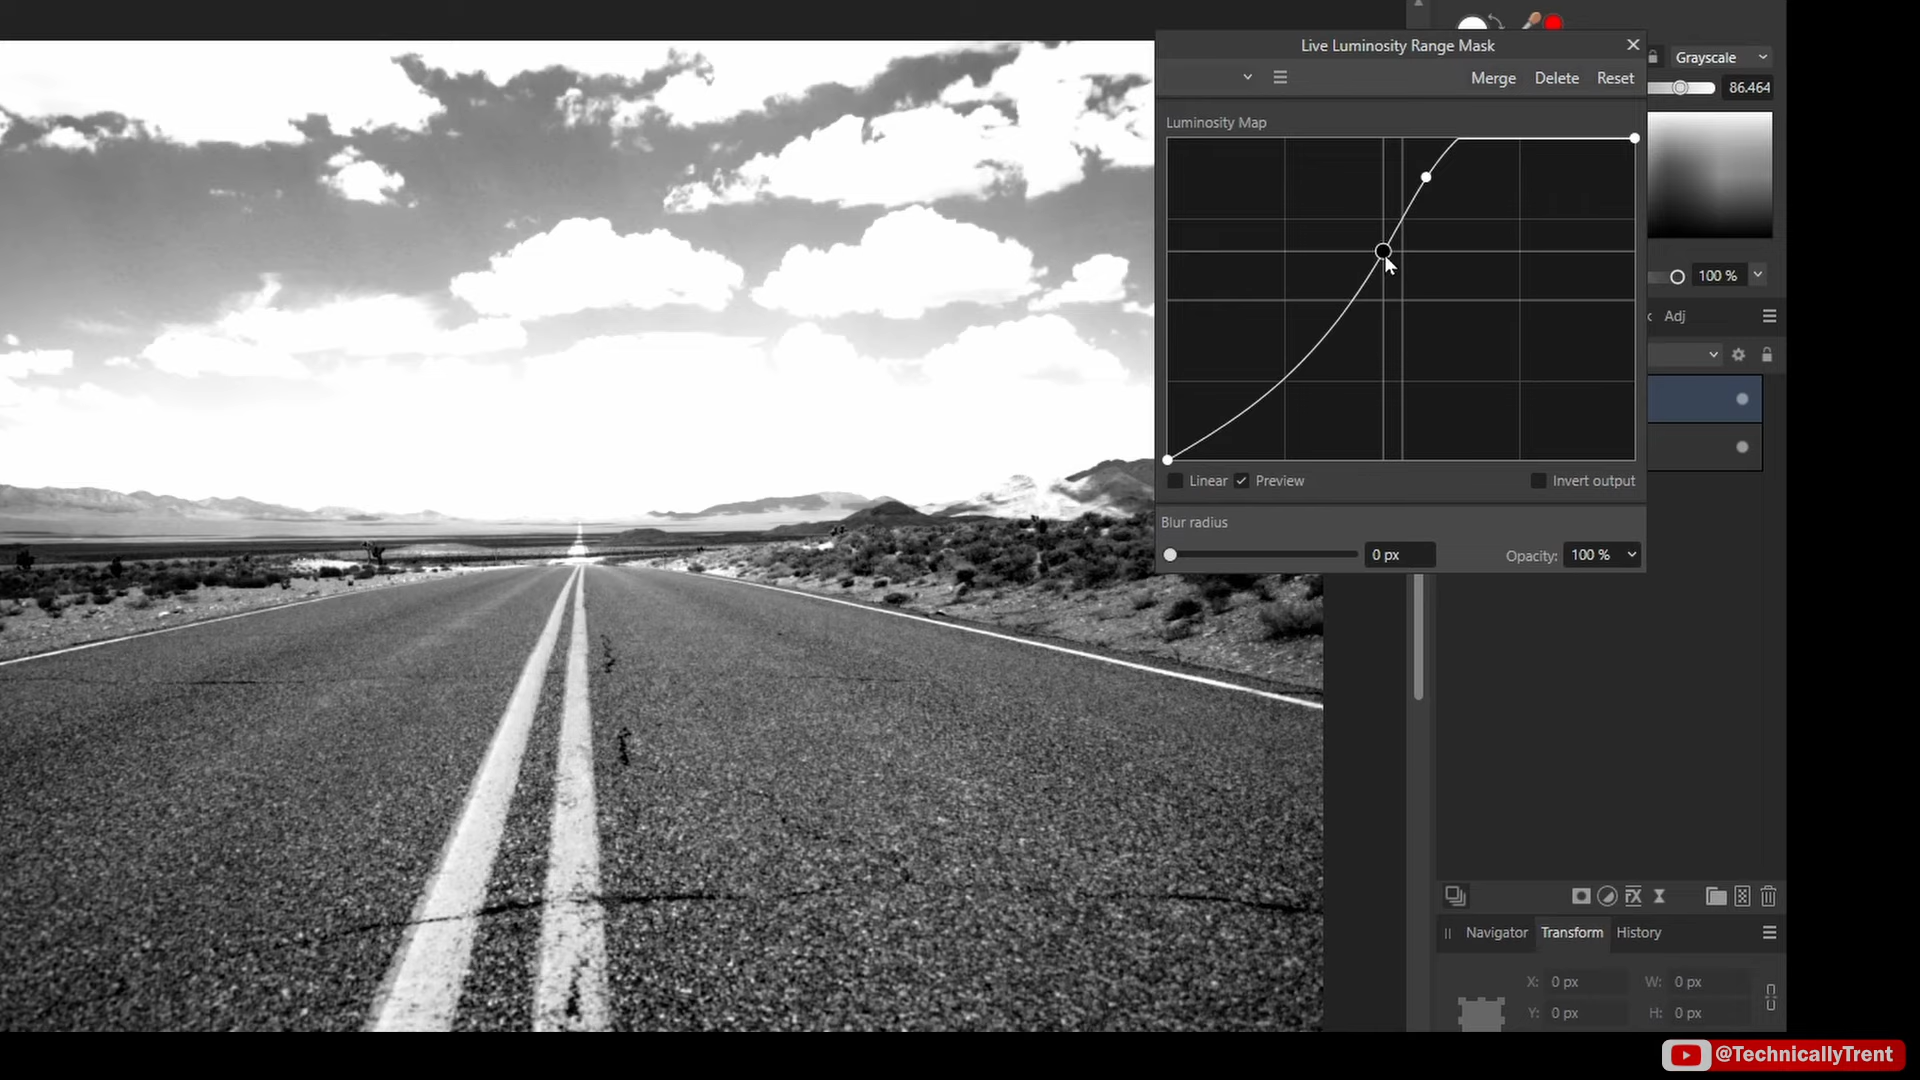 Live Luminosity Range Mask
Grayscale
Merge Delete Reset
86.464
Luminosity Map
100 %
Adj
Linear Preview Invert output
Blur radius
0 px Opacity: 100 %
Navigator Transform History
X: 0 px W: 0 px
Y: 0 px H: 0 px
@TechnicallyTrent